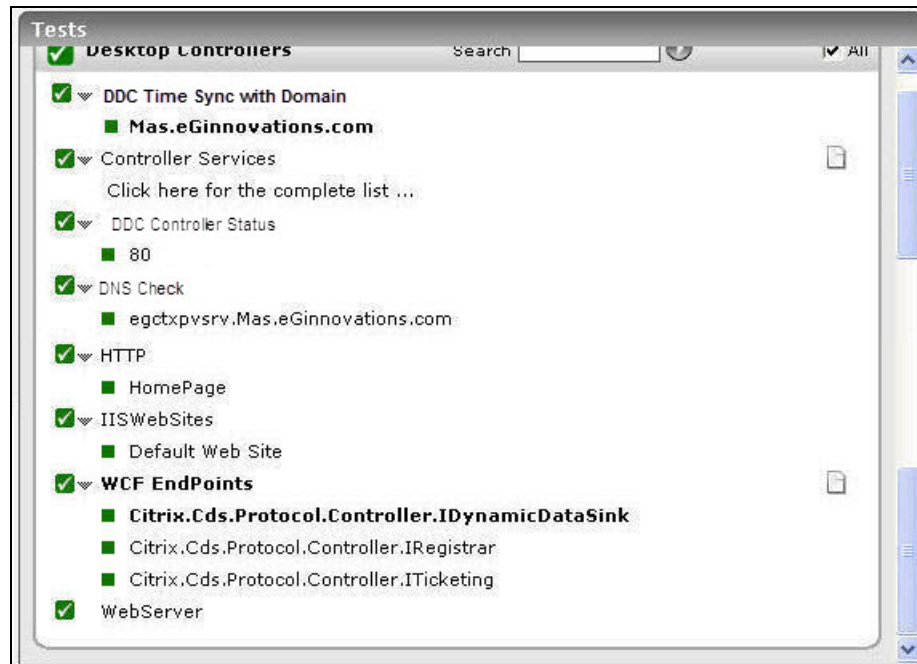 Tests
Desktop Controllers Search All
DDC Time Sync with Domain
Mas.eGinnovations.com
Controller Services
Click here for the complete list ...
DDC Controller Status
80
DNS Check
egctxpvsrv.Mas.eGinnovations.com
HTTP
HomePage
IISWebSites
Default Web Site
WCF EndPoints
Citrix.Cds.Protocol.Controller.IDynamicDataSink
Citrix.Cds.Protocol.Controller.IRegistrar
Citrix.Cds.Protocol.Controller.ITicketing
WebServer